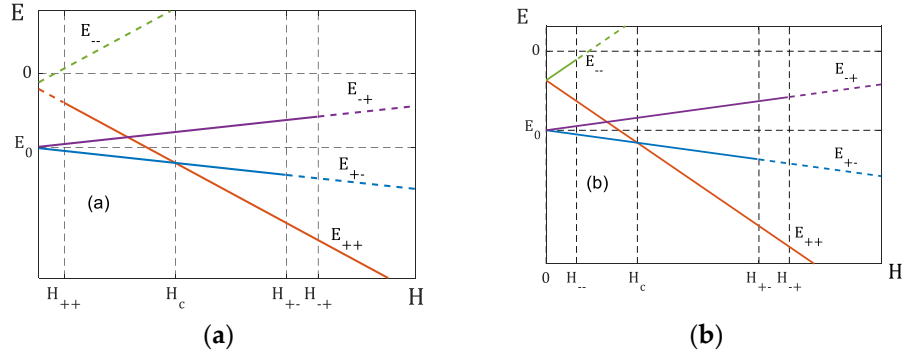 E
E--
0
E-+
E0
E+-
(a)
E++
H++
Hc
H+-
H-+
H
(a)
E
0
E--
E-+
E0
E+-
(b)
E++
0
H--
Hc
H+-
H-+
H
(b)